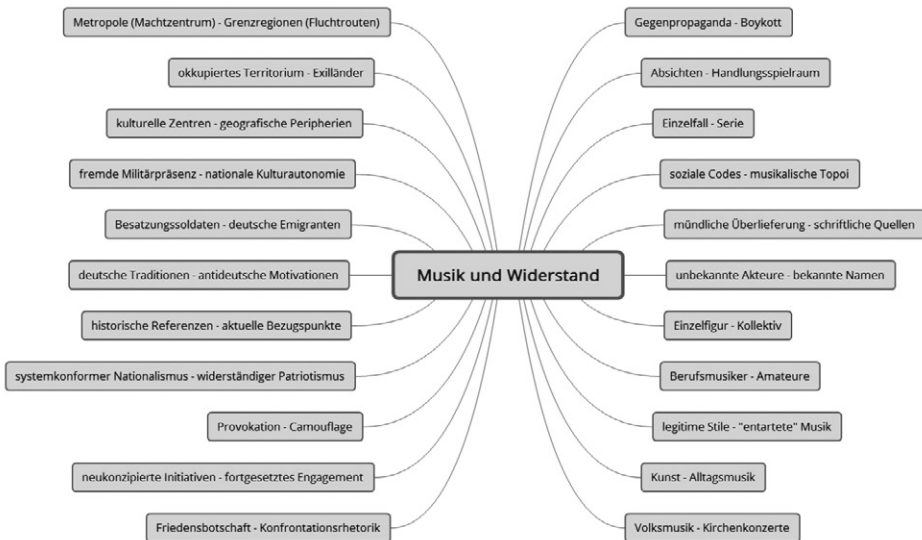 Metropole (Machtzentrum) - Grenzregionen (Fluchtrouten)
okkupiertes Territorium - Exilländer
kulturelle Zentren - geografische Peripherien
fremde Militärpräsenz - nationale Kulturautonomie
Besatzungssoldaten - deutsche Emigranten
deutsche Traditionen - antideutsche Motivationen
historische Referenzen - aktuelle Bezugspunkte
systemkonformer Nationalismus - widerständiger Patriotismus
Provokation - Camouflage
neukonzipierte Initiativen - fortgesetztes Engagement
Friedensbotschaft - Konfrontationsrhetorik
Musik und Widerstand
Gegenpropaganda - Boykott
Absichten - Handlungsspielraum
Einzelfall - Serie
soziale Codes - musikalische Topoi
mündliche Überlieferung - schriftliche Quellen
unbekannte Akteure - bekannte Namen
Einzelfigur - Kollektiv
Berufsmusiker - Amateure
legitime Stile - "entartete" Musik
Kunst - Alltagsmusik
Volksmusik - Kirchenkonzerte